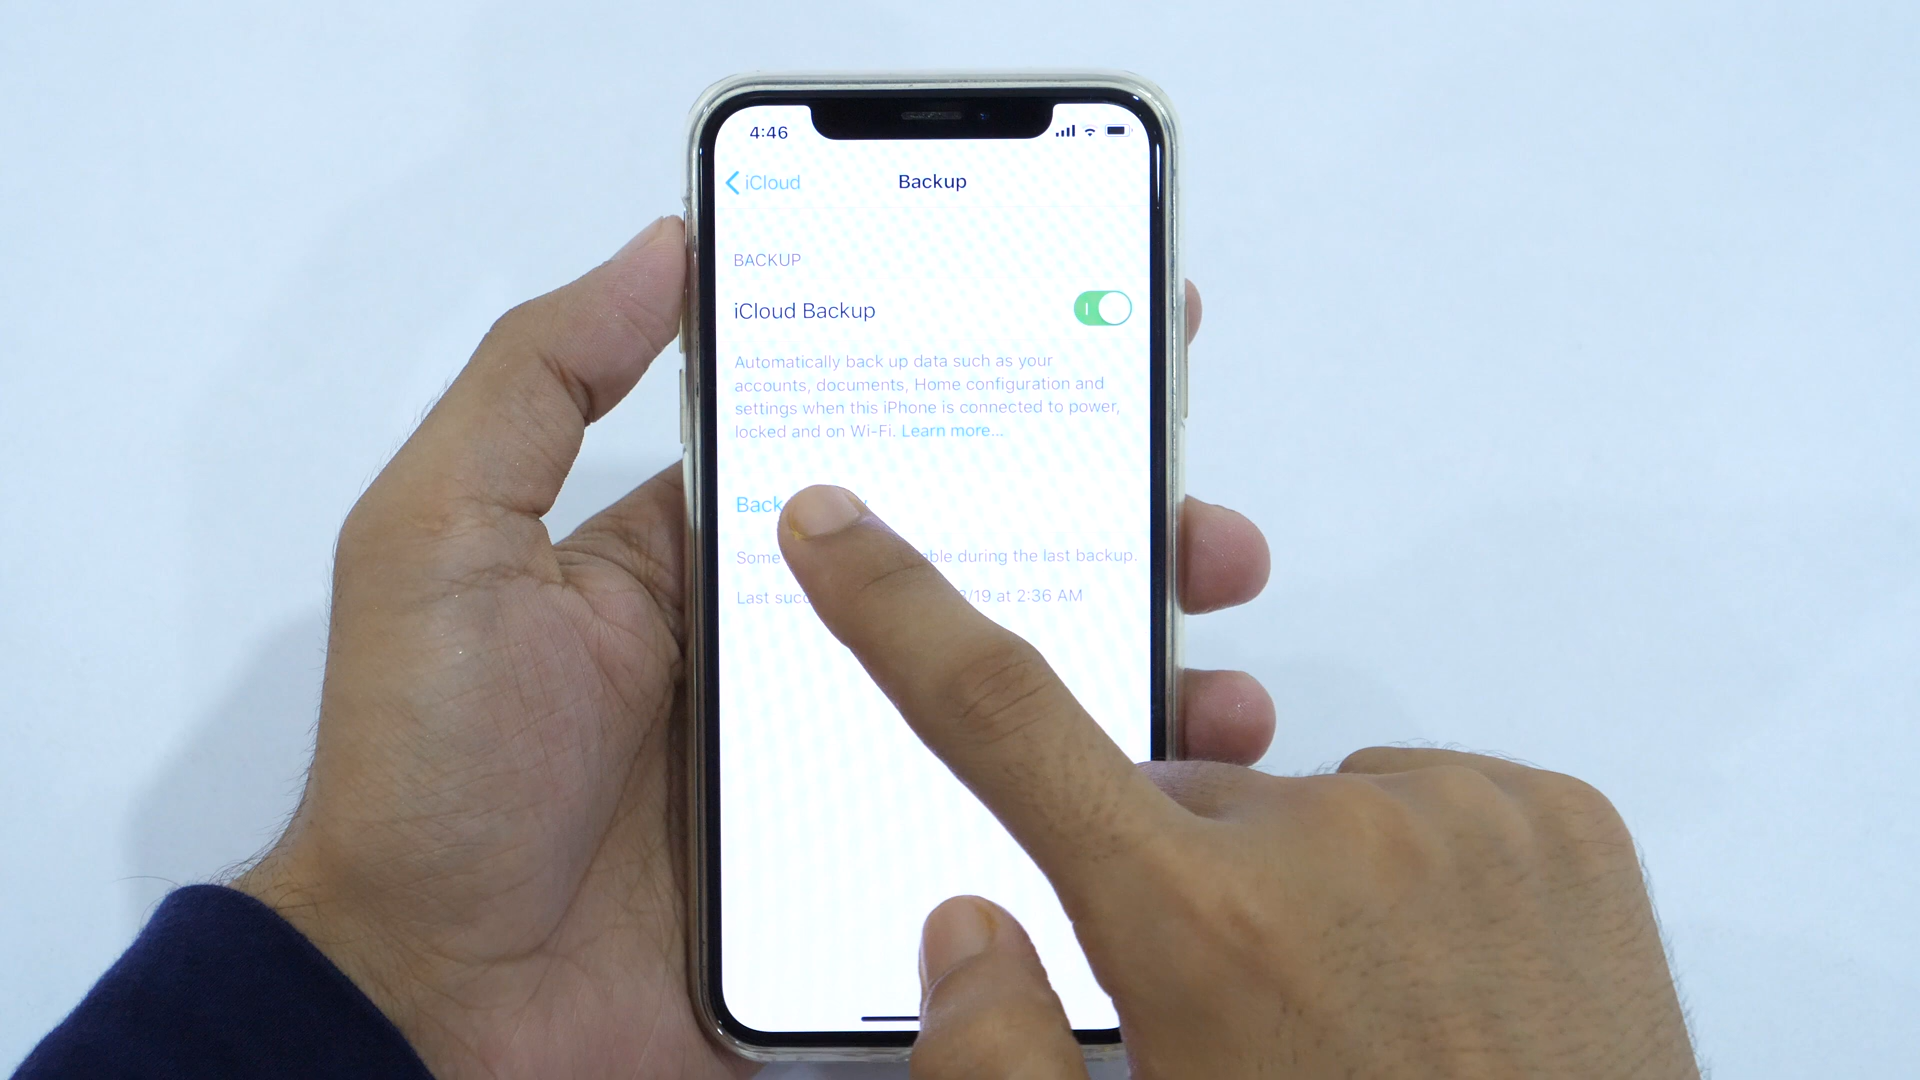 4:46
iCloud
Backup
BACKUP
iCloud Backup
Automatically back up data such as your
accounts, documents, Home configuration and
settings when this iPhone is connected to power,
locked and on Wi-Fi. Learn more...
Back
Some during the last backup.
Last /19 at 2:36 AM